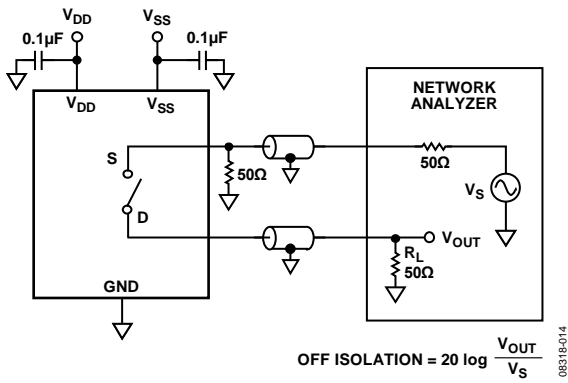 VDD
VSS
0.1µF
0.1µF
VDD
VSS
NETWORK
ANALYZER
S
50Ω
50Ω
VS
D
VOUT
RL
50Ω
GND
OFF ISOLATION = 20 log VOUT
VS
08318-014